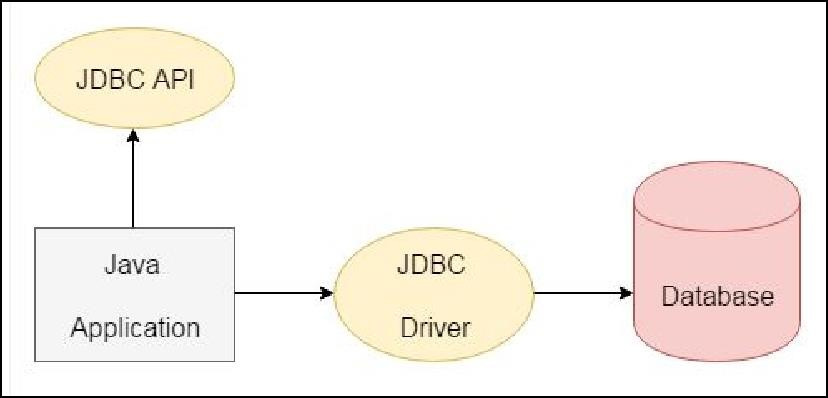 JDBC API
Java
Application
JDBC
Driver
Database